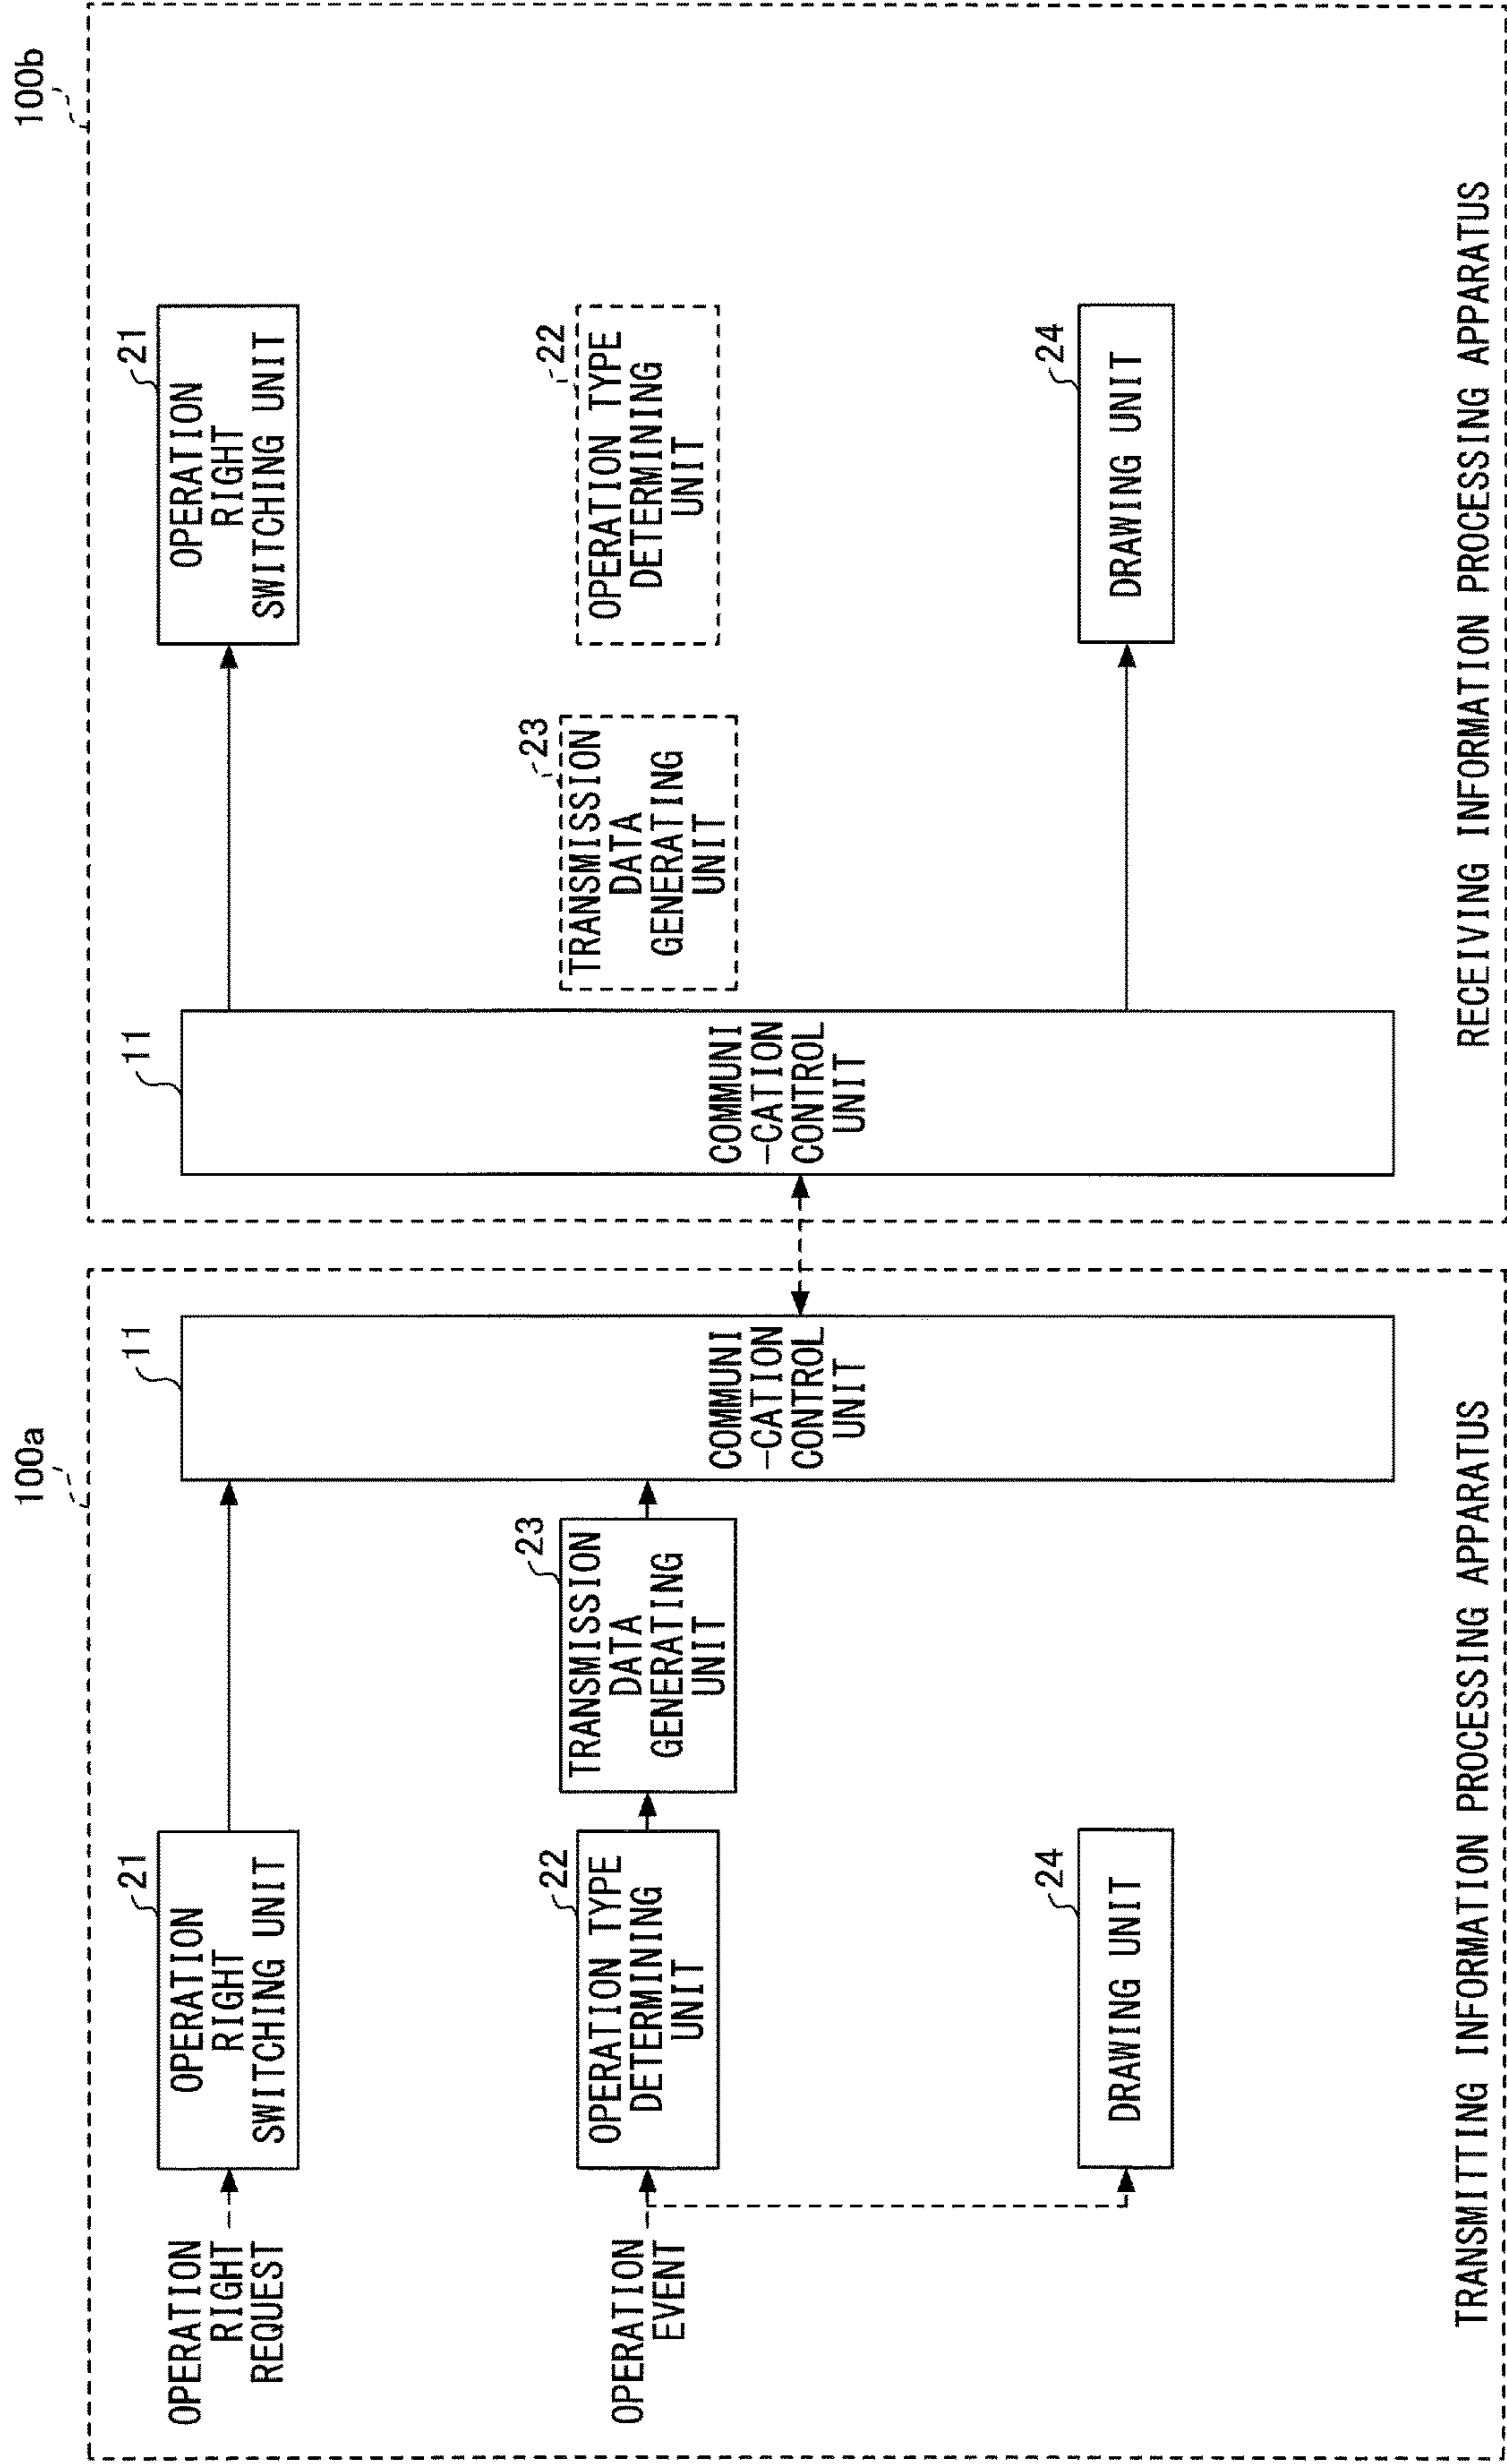 100a
OPERATION
RIGHT
REQUEST
21
OPERATION
RIGHT
SWITCHING UNIT
OPERATION
EVENT
22
OPERATION TYPE
DETERMINING
UNIT
23
TRANSMISSION
DATA
GENERATING
UNIT
24
DRAWING UNIT
11
COMMUNI
-CATION
CONTROL
UNIT
TRANSMITTING INFORMATION PROCESSING APPARATUS
100b
11
COMMUNI
-CATION
CONTROL
UNIT
21
OPERATION
RIGHT
SWITCHING UNIT
23
TRANSMISSION
DATA
GENERATING
UNIT
22
OPERATION TYPE
DETERMINING
UNIT
24
DRAWING UNIT
RECEIVING INFORMATION PROCESSING APPARATUS